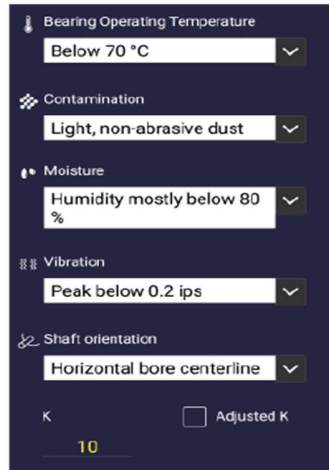 Bearing Operating Temperature
Below 70 °C
Contamination
Light, non-abrasive dust
Moisture
Humidity mostly below 80
%
Vibration
Peak below 0.2 ips
Shaft orientation
Horizontal bore centerline
K
Adjusted K
10